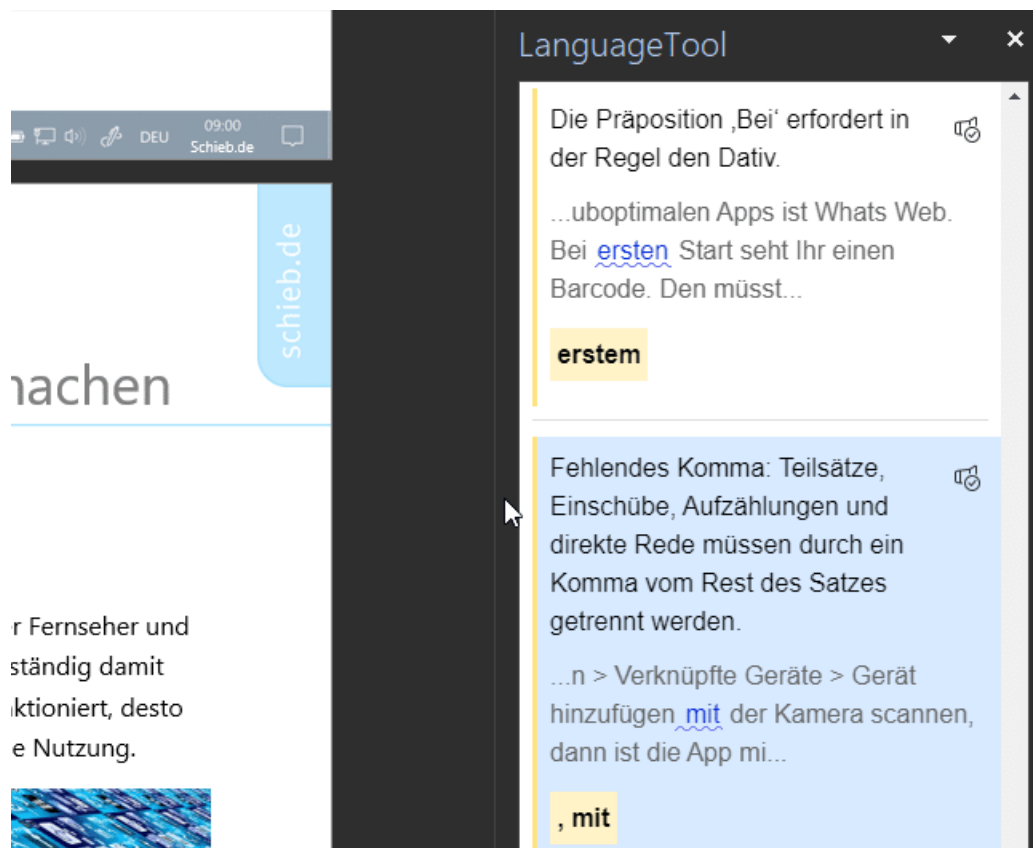 LanguageTool
Die Präposition ‚Bei‘ erfordert in
der Regel den Dativ.
...uboptimalen Apps ist Whats Web.
Bei ersten Start seht Ihr einen
Barcode. Den müsst...
erstem
Fehlendes Komma: Teilsätze,
Einschübe, Aufzählungen und
direkte Rede müssen durch ein
Komma vom Rest des Satzes
getrennt werden.
...n > Verknüpfte Geräte > Gerät
hinzufügen mit der Kamera scannen,
dann ist die App mi...
, mit
DEU
09:00
Schieb.de
schieb.de
nachen
r Fernseher und
ständig damit
ktioniert, desto
e Nutzung.